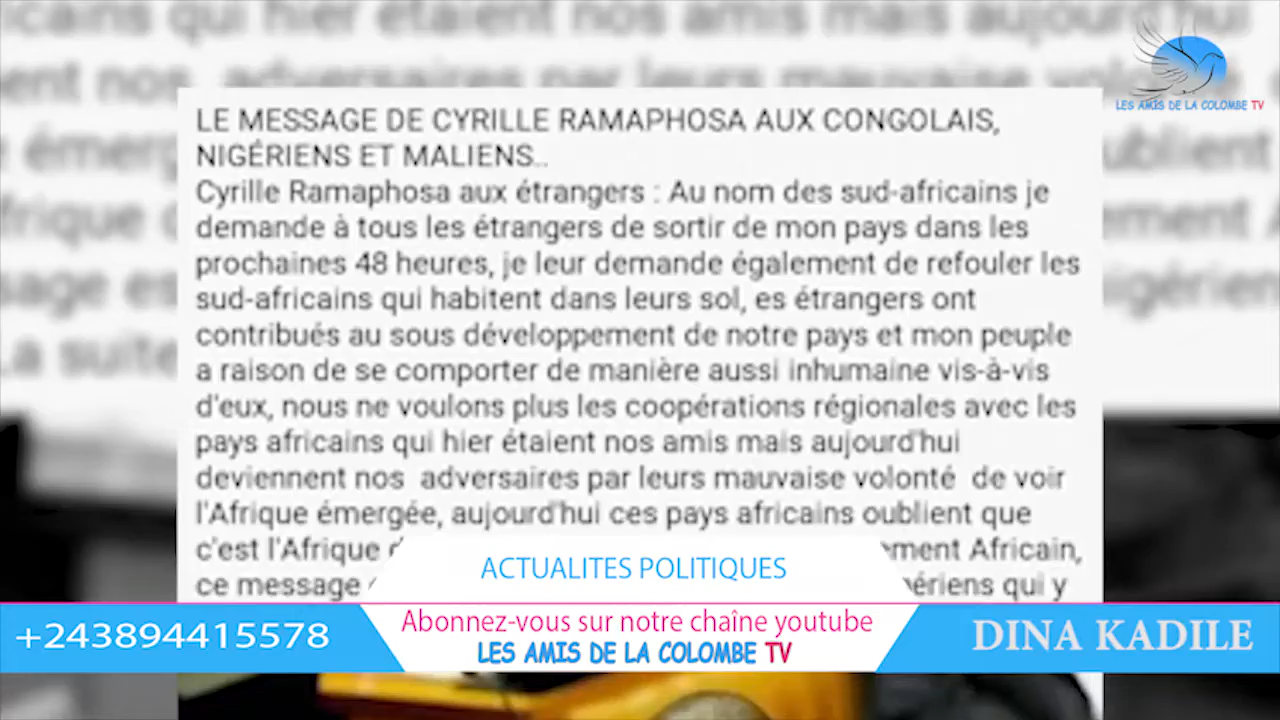 LES AMIS DE LA COLOMBE TV
LE MESSAGE DE CYRILLE RAMAPHOSA AUX CONGOLAIS,
NIGÉRIENS ET MALIENS..
Cyrille Ramaphosa aux étrangers : Au nom des sud-africains je
demande à tous les étrangers de sortir de mon pays dans les
prochaines 48 heures, je leur demande également de refouler les
sud-africains qui habitent dans leurs sol, es étrangers ont
contribués au sous développement de notre pays et mon peuple
a raison de se comporter de manière aussi inhumaine vis-à-vis
d'eux, nous ne voulons plus les coopérations régionales avec les
pays africains qui hier étaient nos amis mais aujourd'hui
deviennent nos adversaires par leurs mauvaise volonté de voir
l'Afrique émergée, aujourd'hui ces pays africains oublient que
c'est l'Afrique Africain,
ce message qui y
ACTUALITES POLITIQUES
Abonnez-vous sur notre chaîne youtube
LES AMIS DE LA COLOMBE TV
+243894415578
DINA KADILE